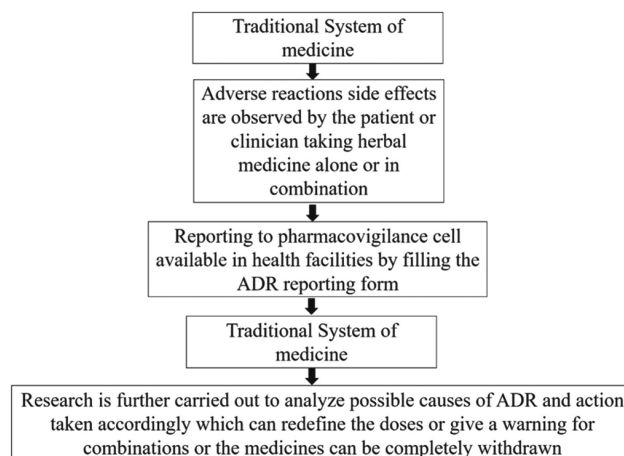 Traditional System of
medicine
Adverse reactions side effects
are observed by the patient or
clinician taking herbal
medicine alone or in
combination
Reporting to pharmacovigilance cell
available in health facilities by filling the
ADR reporting form
Traditional System of
medicine
Research is further carried out to analyze possible causes of ADR and action
taken accordingly which can redefine the doses or give a warning for
combinations or the medicines can be completely withdrawn